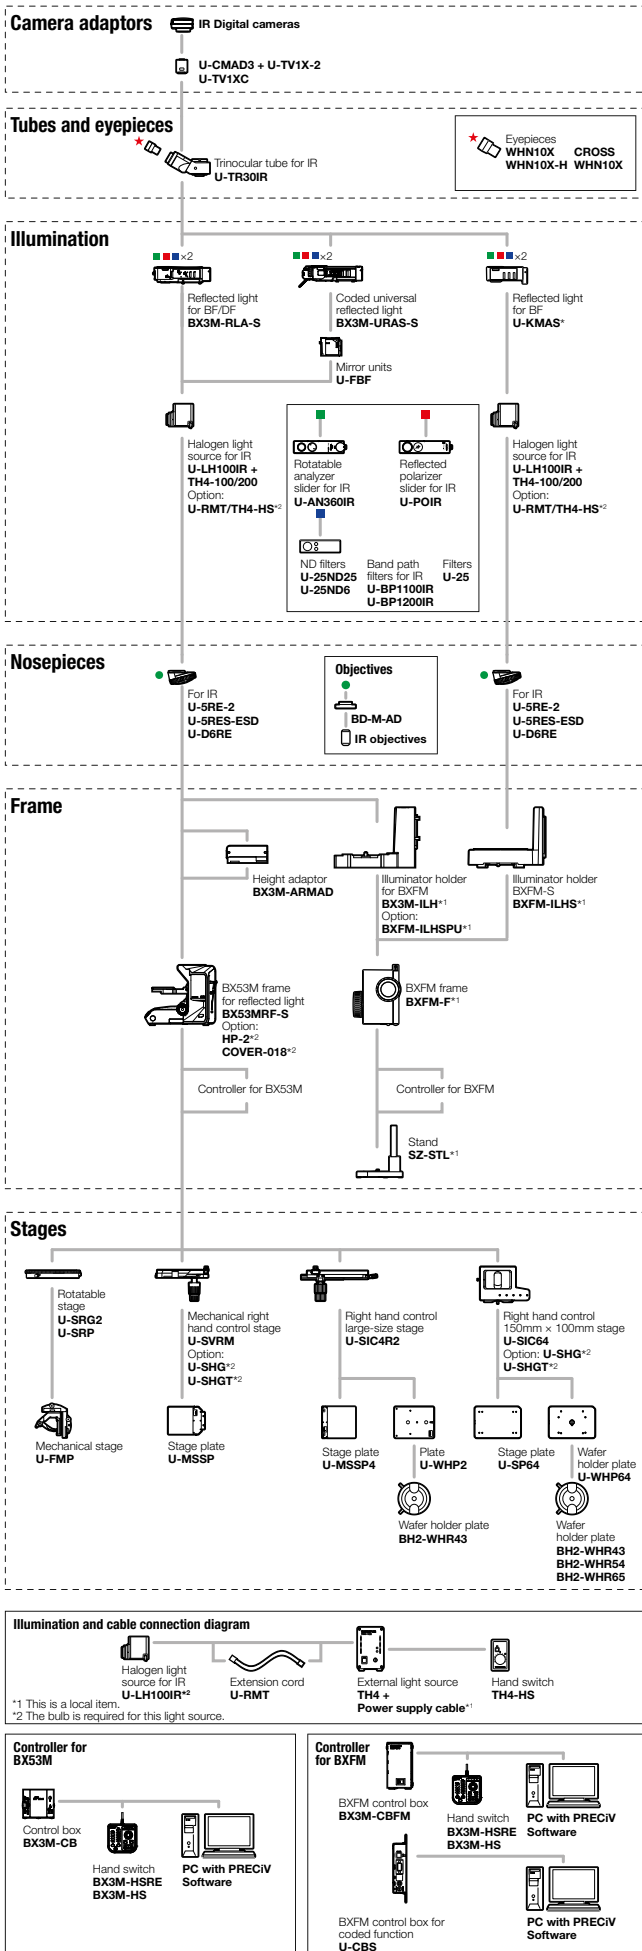 Camera adaptors
IR Digital cameras
U-CMAD3 + U-TV1X-2
U-TV1XC
Tubes and eyepieces
Trinocular tube for IR
U-TR30IR
Eyepieces
WHN10X CROSS
WHN10X-H WHN10X
Illumination
×2
Reflected light
for BF/DF
BX3M-RLA-S
×2
Coded universal
reflected light
BX3M-URAS-S
×2
Reflected light
for BF
U-KMAS*
Mirror units
U-FBF
Halogen light
source for IR
U-LH100IR +
TH4-100/200
Option:
U-RMT/TH4-HS*2
Rotatable
analyzer
slider for IR
U-AN360IR
Reflected
polarizer
slider for IR
U-POIR
ND filters
U-25ND25
U-25ND6
Band path
filters for IR
U-BP1100IR
U-BP1200IR
Filters
U-25
Halogen light
source for IR
U-LH100IR +
TH4-100/200
Option:
U-RMT/TH4-HS*2
Nosepieces
For IR
U-5RE-2
U-5RES-ESD
U-D6RE
Objectives
BD-M-AD
IR objectives
For IR
U-5RE-2
U-5RES-ESD
U-D6RE
Frame
Height adaptor
BX3M-ARMAD
Illuminator holder
for BXFM
BX3M-ILH*1
Option:
BXFM-ILHSPU*1
Illuminator holder
BXFM-S
BXFM-ILHS*1
BX53M frame
for reflected light
BX53MRF-S
Option:
HP-2*2
COVER-018*2
BXFM frame
BXFM-F*1
Controller for BX53M
Controller for BXFM
Stand
SZ-STL*1
Stages
Rotatable
stage
U-SRG2
U-SRP
Mechanical right
hand control stage
U-SVRM
Option:
U-SHG*2
U-SHGT*2
Right hand control
large-size stage
U-SIC4R2
Right hand control
150mm × 100mm stage
U-SIC64
Option: U-SHG*2
U-SHGT*2
Mechanical stage
U-FMP
Stage plate
U-MSSP
Stage plate
U-MSSP4
Plate
U-WHP2
Stage plate
U-SP64
Wafer
holder plate
U-WHP64
Wafer holder plate
BH2-WHR43
Wafer
holder plate
BH2-WHR43
BH2-WHR54
BH2-WHR65
Illumination and cable connection diagram
Halogen light
source for IR
U-LH100IR*2
Extension cord
U-RMT
External light source
TH4 +
Power supply cable*1
Hand switch
TH4-HS
*1 This is a local item.
*2 The bulb is required for this light source.
Controller for
BX53M
Control box
BX3M-CB
Hand switch
BX3M-HSRE
BX3M-HS
PC with PRECiV
Software
Controller
for BXFM
BXFM control box
BX3M-CBFM
Hand switch
BX3M-HSRE
BX3M-HS
PC with PRECiV
Software
BXFM control box for
coded function
U-CBS
PC with PRECiV
Software